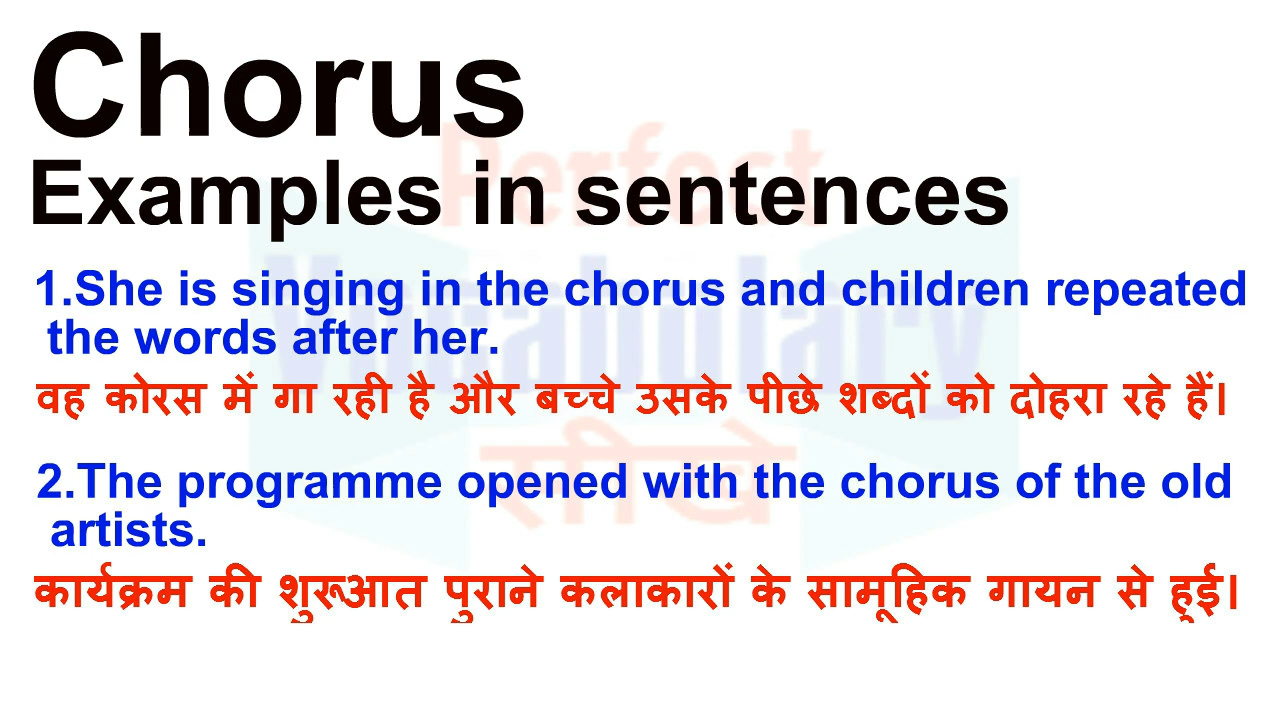 Chorus
Examples in sentences
1.She is singing in the chorus and children repeated
the words after her.
वह कोरस में गा रही है और बच्चे उसके पीछे शब्दों को दोहरा रहे हैं।
2.The programme opened with the chorus of the old
artists.
कार्यक्रम की शुरूआत पुराने कलाकारों के सामूहिक गायन से हुई।
Perfect
Vocabulary
सीखे